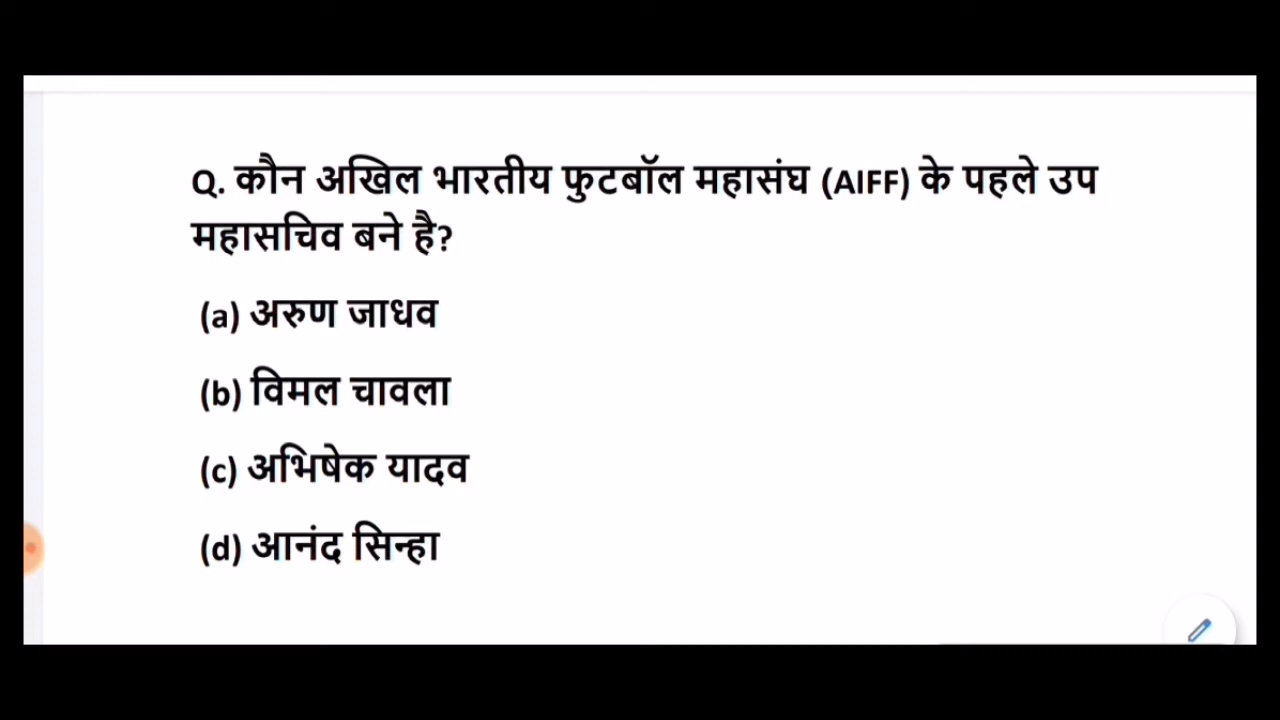 Q. कौन अखिल भारतीय फुटबॉल महासंघ (AIFF) के पहले उप
महासचिव बने है?
(a) अरुण जाधव
(b) विमल चावला
(c) अभिषेक यादव
(d) आनंद सिन्हा